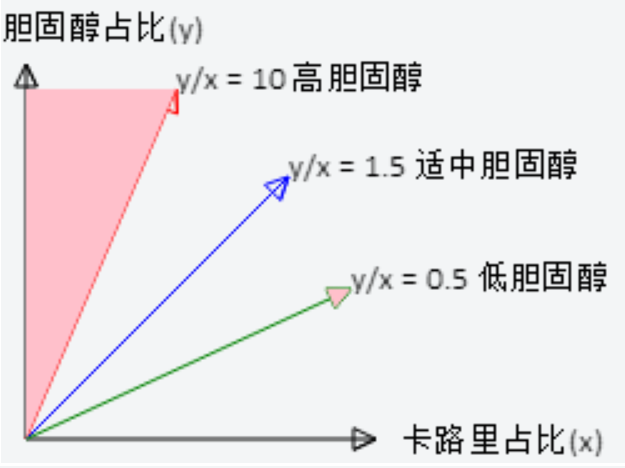 胆固醇占比(y)
y/x = 10 高胆固醇
y/x = 1.5 适中胆固醇
y/x = 0.5 低胆固醇
卡路里占比(x)